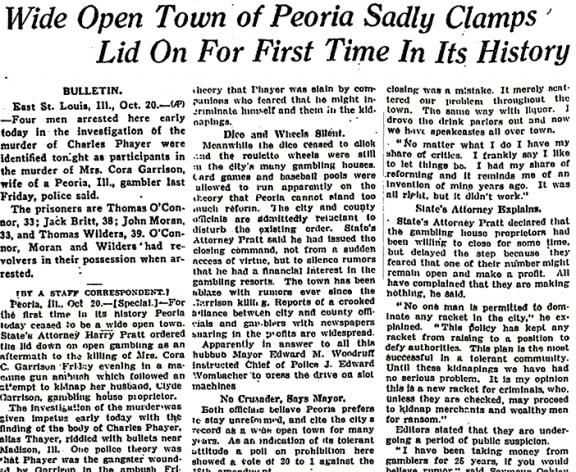 Wide Open Town of Peoria Sadly Clamps
Lid On For First Time In Its History
BULLETIN.
East St. Louis, Ill., Oct. 20.—(AP)
—Four men arrested here early
today in the investigation of the
murder of Charles Phayer were
identified tonight as participants in
the murder of Mrs. Cora Garrison,
wife of a Peoria, Ill., gambler last
Friday, police said.
The prisoners are Thomas O'Con-
nor, 33; Jack Britt, 38; John Moran,
33, and Thomas Wilders, 39. O'Con-
nor, Moran and Wilders had re-
volvers in their possession when ar-
rested.
[BY A STAFF CORRESPONDENT.]
Peoria, Ill., Oct 20.—[Special.]—For
the first time in its history Peoria
today ceased to be a wide open town.
State's Attorney Harry Pratt ordered
the lid down on open gambling as an
aftermath to the killing of Mrs. Cora
C. Garrison Friday evening in a ma-
chine gun ambush which followed an
attempt to kidnap her husband, Clyde
Garrison, gambling house proprietor.
The investigation of the murder was
given impetus early today with the
finding of the body of Charles Phayer,
alias Thayer, riddled with bullets near
Madison, Ill. One police theory was
that Phayer was the gangster wound-
ed by Garrison in the ambush Fri-
theory that Phayer was slain by com-
panions who feared that he might in-
criminate himself and them in the kid-
napings.
Dice and Wheels Silent.
Meanwhile the dice ceased to click
and the roulette wheels were still
in the city's many gambling houses.
Card games and baseball pools were
allowed to run apparently on the
theory that Peoria cannot stand too
much reform. The city and county
officials are admittedly reluctant to
disturb the existing order. State's
Attorney Pratt said he had issued the
closing command, not from a sudden
access of virtue, but to silence rumors
that he had a financial interest in the
gambling resorts. The town has been
ablaze with rumors ever since the
Garrison killing. Reports of a crooked
alliance between city and county offi-
cials and gamblers with newspapers
sharing in the profits are widespread.
Apparently in answer to all this
hubbub Mayor Edward M. Woodruff
instructed Chief of Police J. Edward
Wombacher to press the drive on slot
machines
No Crusader, Says Mayor.
Both officials believe Peoria prefers
to stay unreformed, and cite the city's
record as a wide open town for many
years. As an indication of its tolerant
attitude a poll on prohibition here
showed a vote of 20 to 1 against the
closing was a mistake. It merely scat-
tered our problem throughout the
town. The same way with liquor. I
drove the drink parlors out and now
we have speakeasies all over town.
"No matter what I do I have my
share of critics. I frankly say I like
to let things be. I had my share of
reforming and it reminds me of an
invention of mine years ago. It was
all right, but it didn't work."
State's Attorney Explains.
State's Attorney Pratt declared that
the gambling house proprietors had
been willing to close for some time,
but delayed the step because they
feared that one of their number might
remain open and make a profit. All
have complained that they are making
nothing, he said.
"No one man is permitted to dom-
inate any racket in the city," he ex-
plained. "This policy has kept any
racket from raising to a position to
defy authorities. This plan is the most
successful in a tolerant community.
Until these kidnapings we have had
no serious problem. It is my opinion
this is a new racket for criminals, who,
unless they are checked, may proceed
to kidnap merchants and wealthy men
for ransom."
Editors stated that they are under-
going a period of public suspicion.
"I have been taking money from
gamblers for 25 years, if you would